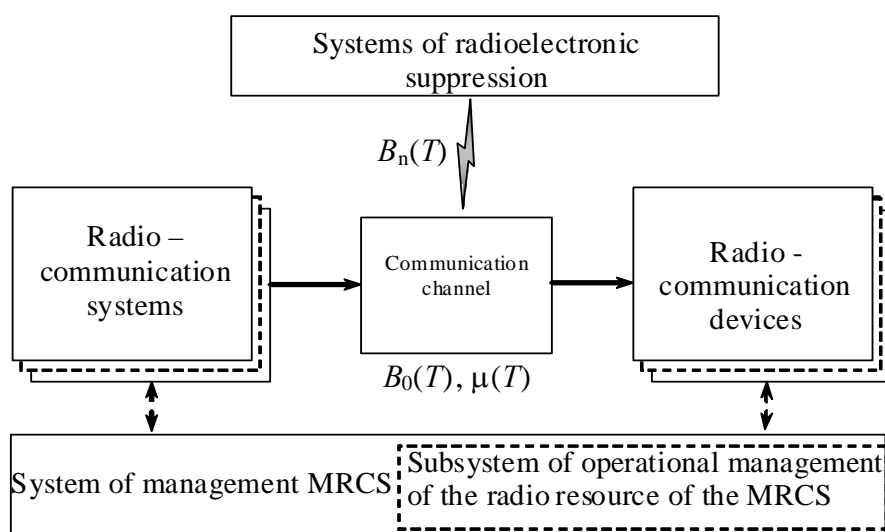 Systems of radioelectronic
suppression
Bn(T)
Radio –
communication
systems
Communication
channel
Radio -
communication
devices
B0(T), μ(T)
System of management MRCS
Subsystem of operational management
of the radio resource of the MRCS